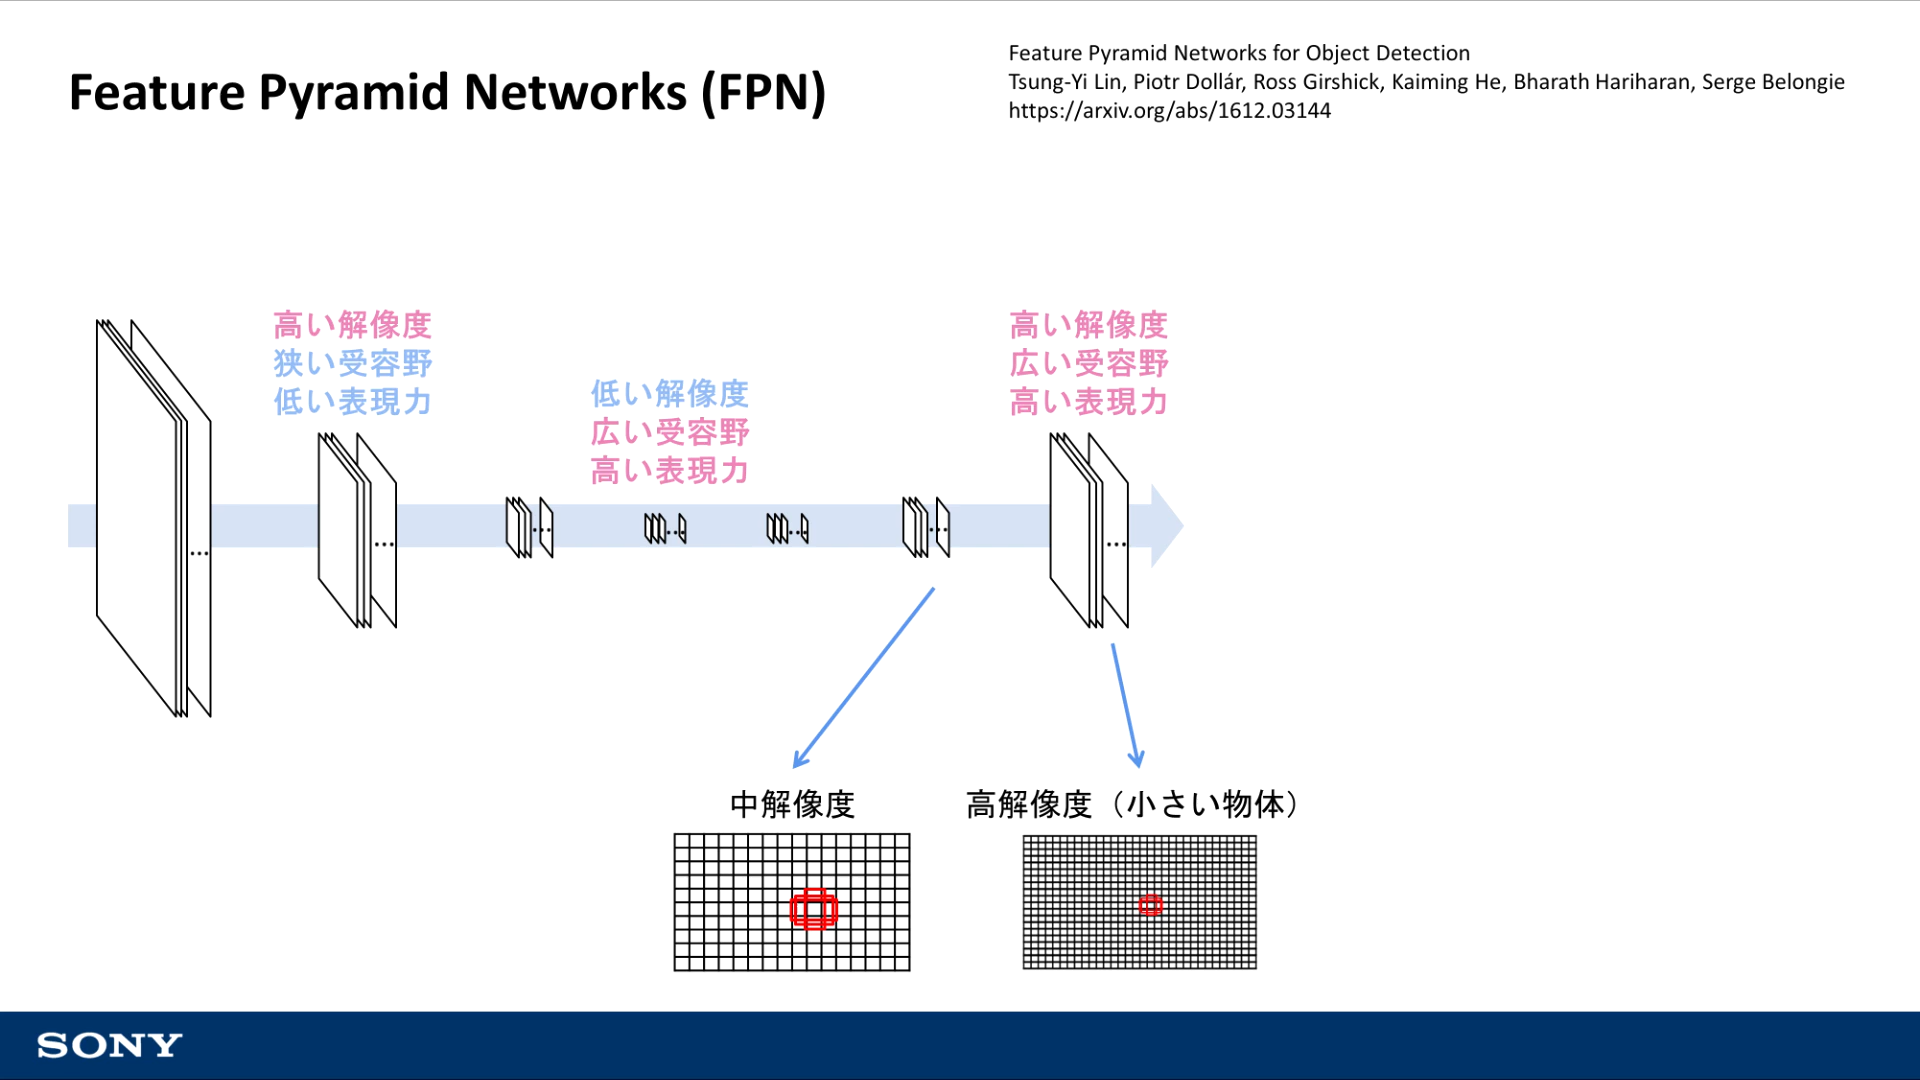 Feature Pyramid Networks (FPN)
Feature Pyramid Networks for Object Detection
Tsung-Yi Lin, Piotr Dollár, Ross Girshick, Kaiming He, Bharath Hariharan, Serge Belongie
https://arxiv.org/abs/1612.03144
高い解像度
狭い受容野
低い表現力
低い解像度
広い受容野
高い表現力
高い解像度
広い受容野
高い表現力
...
...
...
...
...
...
...
中解像度
高解像度（小さい物体）
SONY